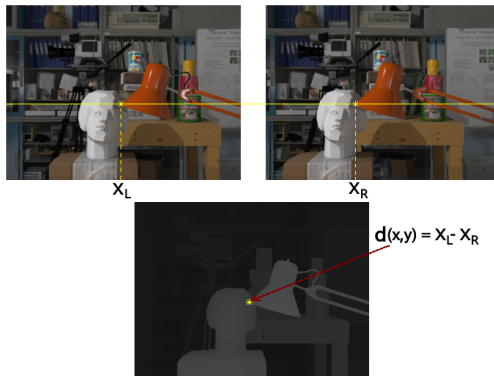 X_L X_R
d(x,y) = X_L - X_R